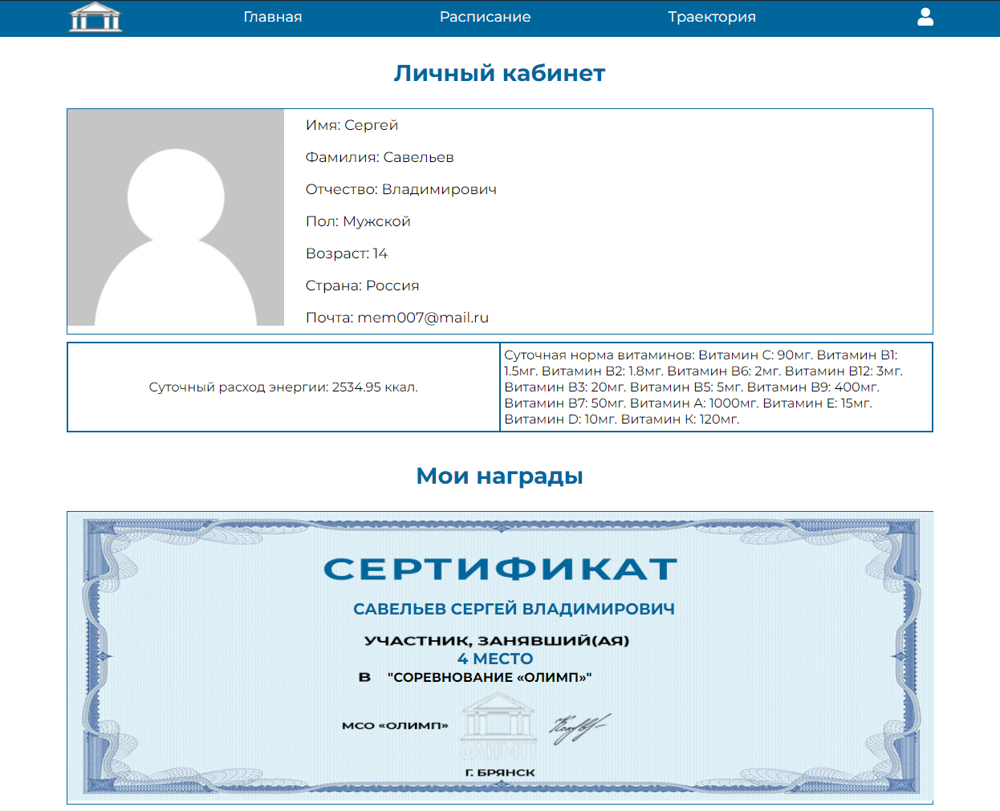 Главная Расписание Траектория
Личный кабинет
Имя: Сергей
Фамилия: Савельев
Отчество: Владимирович
Пол: Мужской
Возраст: 14
Страна: Россия
Почта: mem007@mail.ru
Суточный расход энергии: 2534.95 ккал.
Суточная норма витаминов: Витамин C: 90мг. Витамин B1:
1.5мг. Витамин B2: 1.8мг. Витамин B6: 2мг. Витамин B12: 3мг.
Витамин B3: 20мг. Витамин B5: 5мг. Витамин B9: 400мг.
Витамин B7: 50мг. Витамин A: 1000мг. Витамин E: 15мг.
Витамин D: 10мг. Витамин К: 120мг.
Мои награды
СЕРТИФИКАТ
САВЕЛЬЕВ СЕРГЕЙ ВЛАДИМИРОВИЧ
УЧАСТНИК, ЗАНЯВШИЙ(АЯ)
4 МЕСТО
В "СОРЕВНОВАНИЕ «ОЛИМП»"
МСО «ОЛИМП»
ОЛИМП
Г. БРЯНСК